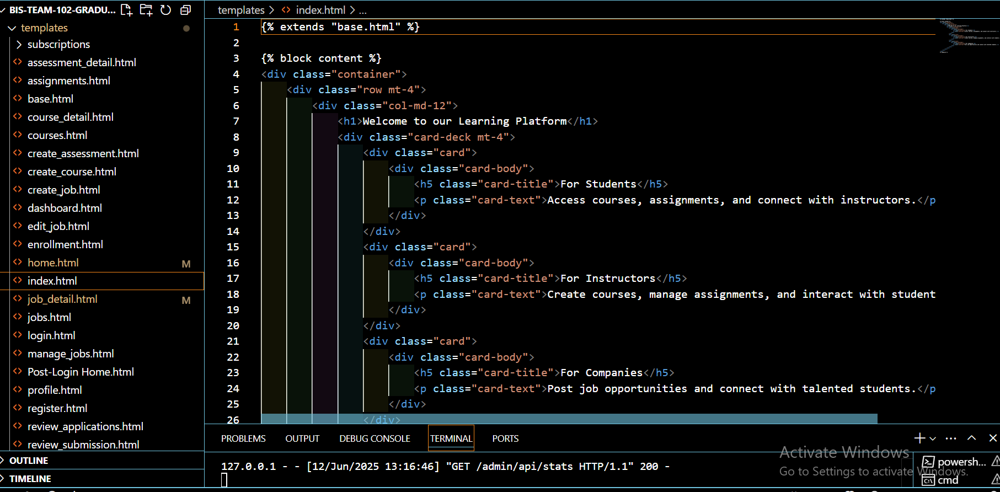 BIS-TEAM-102-GRADU...
templates
subscriptions
assessment_detail.html
assignments.html
base.html
course_detail.html
courses.html
create_assessment.html
create_course.html
create_job.html
dashboard.html
edit_job.html
enrollment.html
home.html M
index.html
job_detail.html M
jobs.html
login.html
manage_jobs.html
Post-Login Home.html
profile.html
register.html
review_applications.html
review_submission.html
OUTLINE
TIMELINE
templates > <> index.html > ...
1 {% extends "base.html" %}
2
3 {% block content %}
4 <div class="container">
5 <div class="row mt-4">
6 <div class="col-md-12">
7 <h1>Welcome to our Learning Platform</h1>
8 <div class="card-deck mt-4">
9 <div class="card">
10 <div class="card-body">
11 <h5 class="card-title">For Students</h5>
12 <p class="card-text">Access courses, assignments, and connect with instructors.</p
13 </div>
14 </div>
15 <div class="card">
16 <div class="card-body">
17 <h5 class="card-title">For Instructors</h5>
18 <p class="card-text">Create courses, manage assignments, and interact with student
19 </div>
20 </div>
21 <div class="card">
22 <div class="card-body">
23 <h5 class="card-title">For Companies</h5>
24 <p class="card-text">Post job opportunities and connect with talented students.</p
25 </div>
26 </div>
PROBLEMS OUTPUT DEBUG CONSOLE TERMINAL PORTS
127.0.0.1 - - [12/Jun/2025 13:16:46] "GET /admin/api/stats HTTP/1.1" 200 -
powersh...
cmd
Activate Windows
Go to Settings to activate Windows.